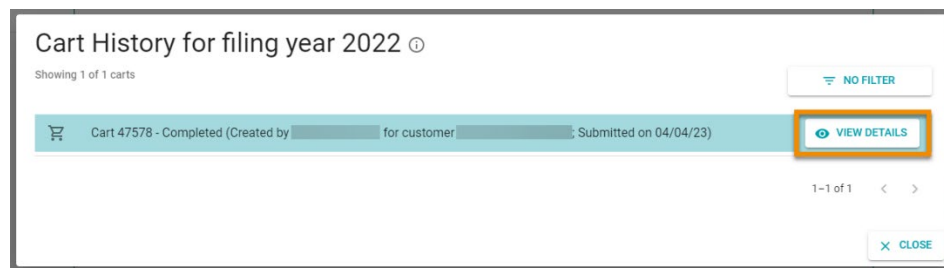 Cart History for filing year 2022
Showing 1 of 1 carts
NO FILTER
Cart 47578 - Completed (Created by for customer ; Submitted on 04/04/23)
VIEW DETAILS
1–1 of 1
CLOSE